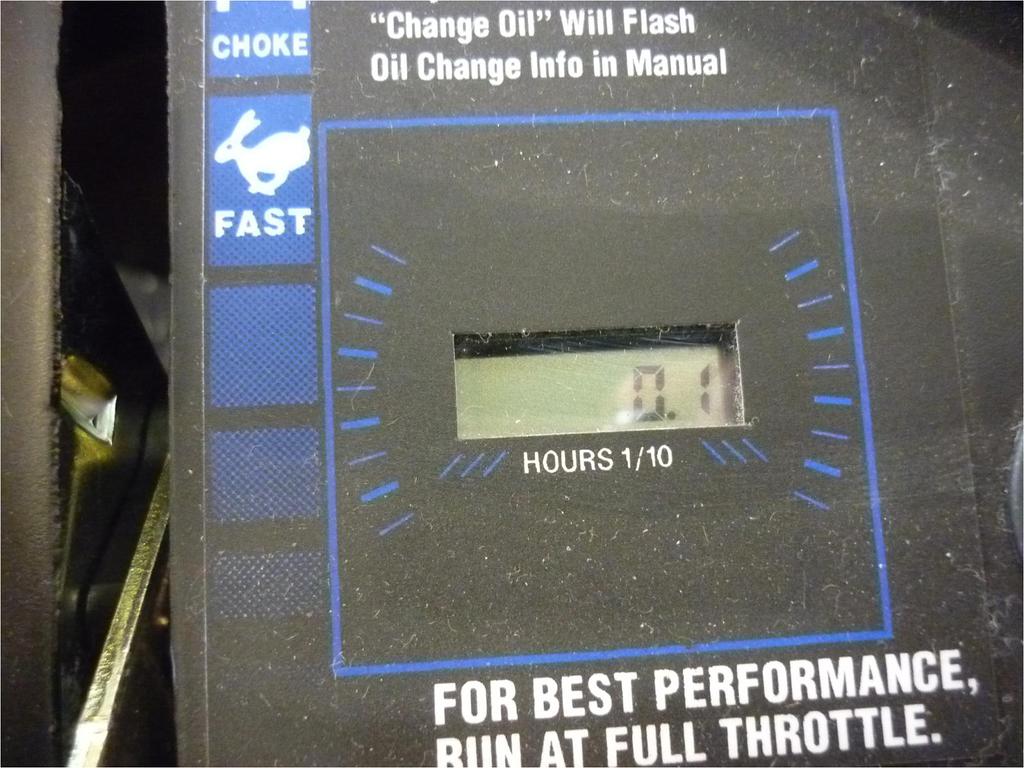 CHOKE
"Change Oil" Will Flash
Oil Change Info in Manual
FAST
0.1
HOURS 1/10
FOR BEST PERFORMANCE,
RUN AT FULL THROTTLE.